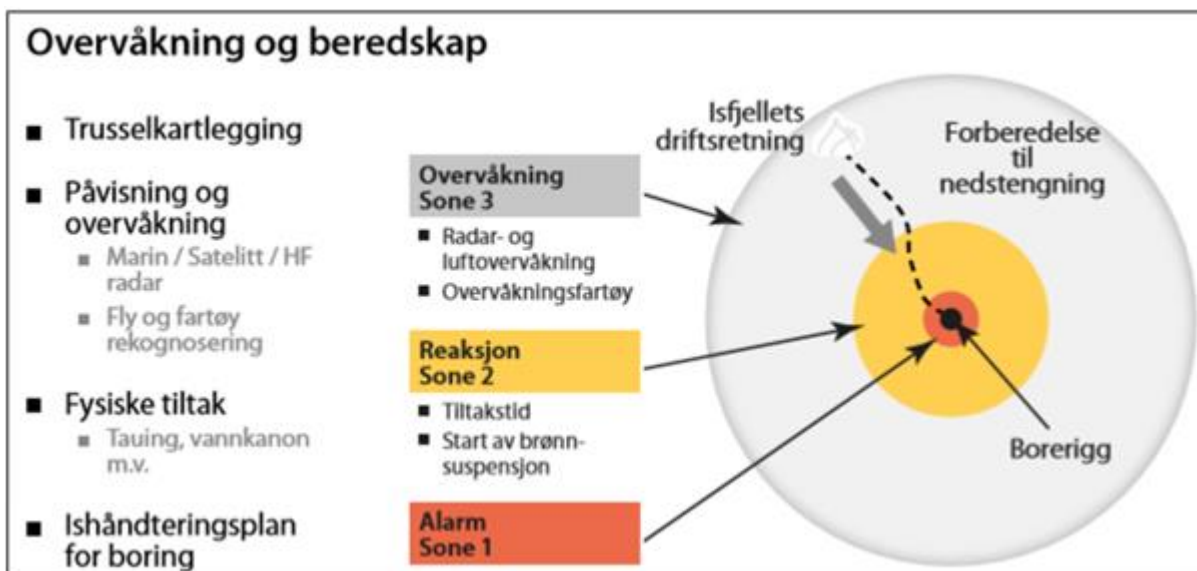 Overvåkning og beredskap
Trusselkartlegging
Påvisning og
overvåkning
Marin / Satelitt / HF
radar
Fly og fartøy
rekognosering
Fysiske tiltak
Tauing, vannkanon
m.v.
Ishåndteringsplan
for boring
Overvåkning
Sone 3
Radar- og
luftovervåkning
Overvåkningsfartøy
Reaksjon
Sone 2
Tiltakstid
Start av brønn-
suspensjon
Alarm
Sone 1
Isfjellets
driftsretning
Forberedelse
til
nedstengning
Borerigg